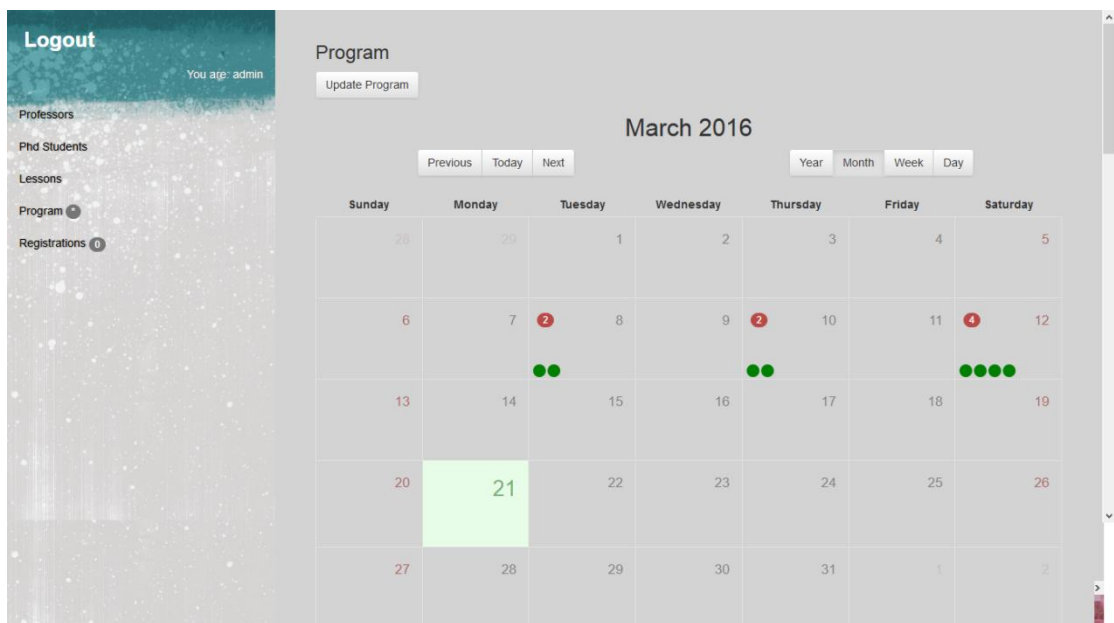 Logout
You are: admin
Professors
Phd Students
Lessons
Program *
Registrations 0
Program
Update Program
March 2016
Previous Today Next Year Month Week Day
Sunday Monday Tuesday Wednesday Thursday Friday Saturday
28 29 1 2 3 4 5
6 7 2 8 9 2 10 11 4 12
13 14 15 16 17 18 19
20 21 22 23 24 25 26
27 28 29 30 31 1 2